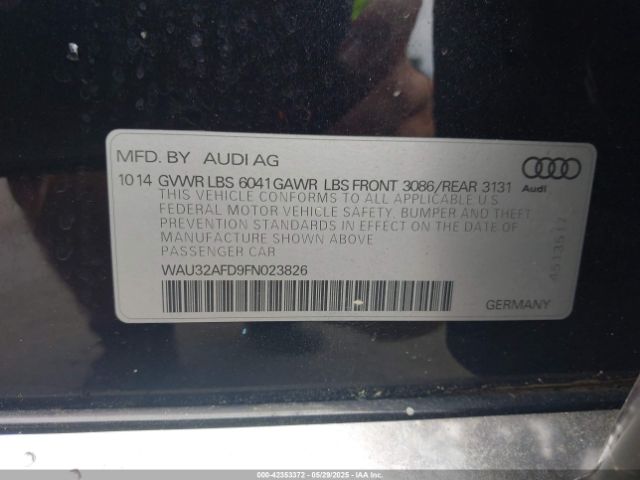 MFD. BY AUDI AG
10 14 GVWR LBS 6041 GAWR LBS FRONT 3086/REAR 3131
THIS VEHICLE CONFORMS TO ALL APPLICABLE U.S
FEDERAL MOTOR VEHICLE SAFETY, BUMPER AND THEFT
PREVENTION STANDARDS IN EFFECT ON THE DATE OF
MANUFACTURE SHOWN ABOVE
PASSENGER CAR
WAU32AFD9FN023826
Audi
GERMANY
000-42353372 05/29/2025 IAA, Inc.